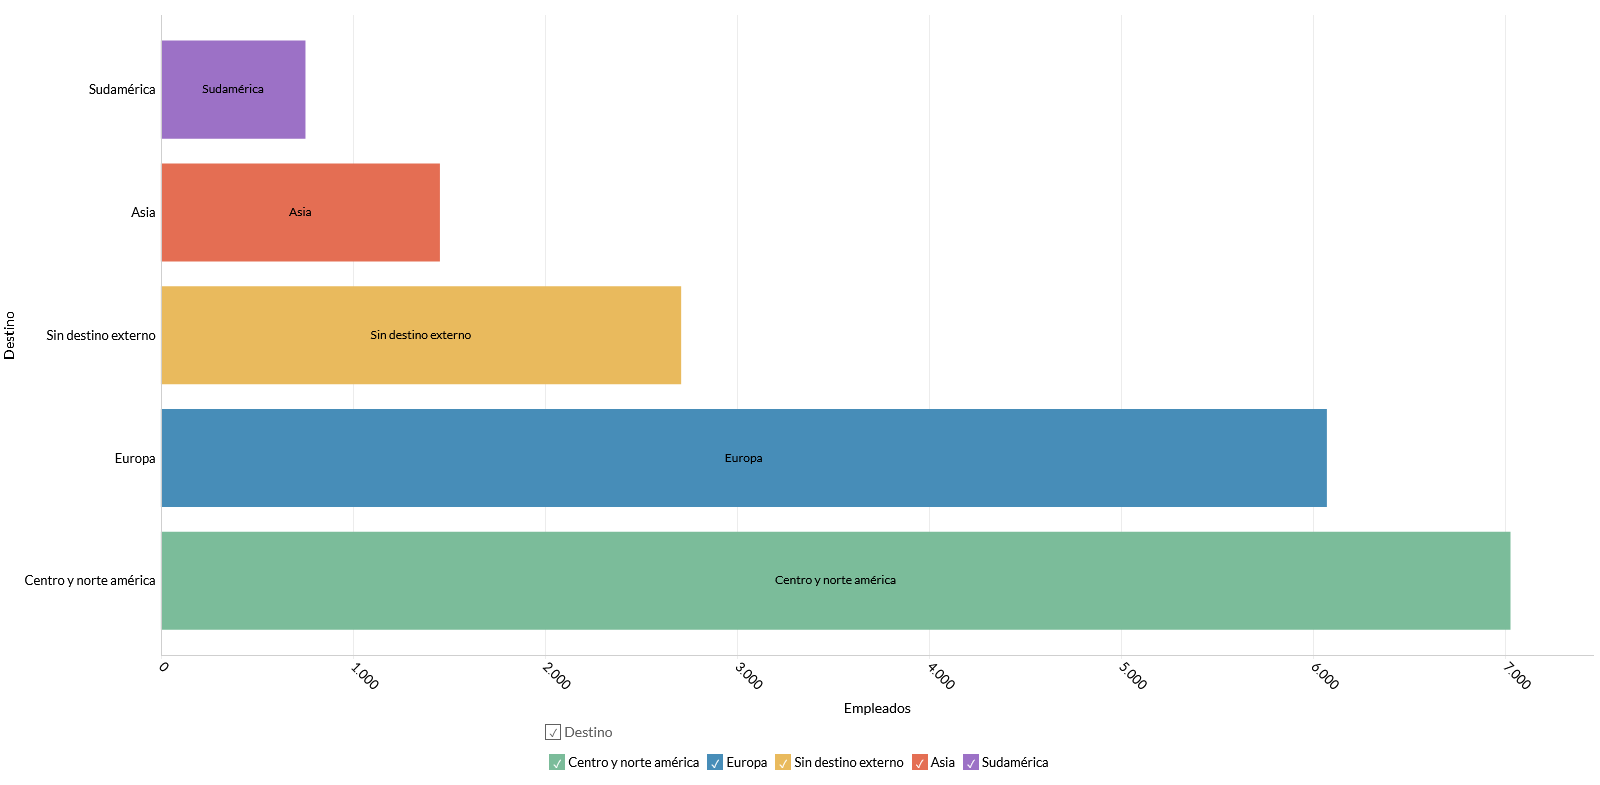 Destino
Sudamérica
Sudamérica
Asia
Asia
Sin destino externo
Sin destino externo
Europa
Europa
Centro y norte américa
Centro y norte américa
0 1.000 2.000 3.000 4.000 5.000 6.000 7.000
Empleados
Destino
Centro y norte américa Europa Sin destino externo Asia Sudamérica